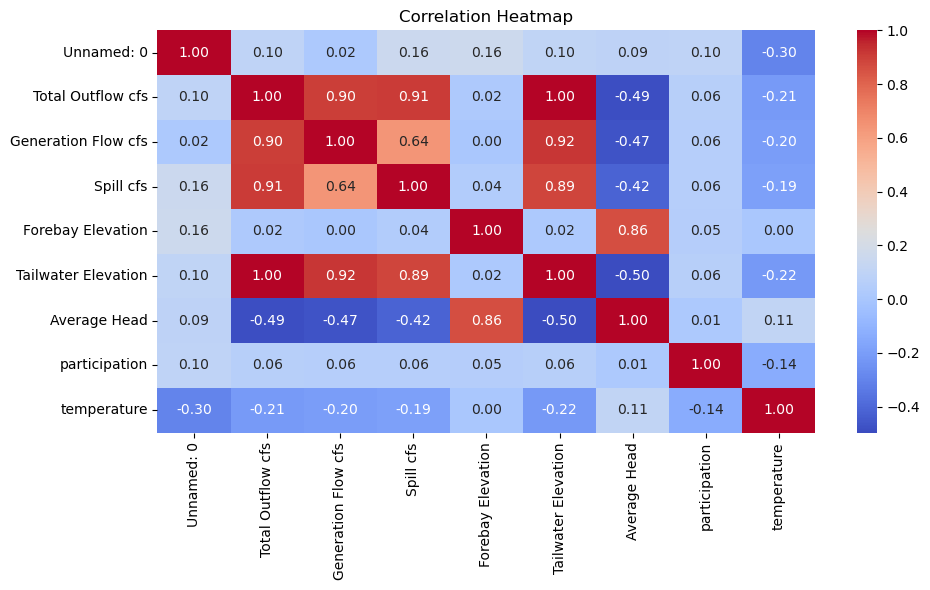 Correlation Heatmap
Unnamed: 0 1.00 0.10 0.02 0.16 0.16 0.10 0.09 0.10 -0.30
Total Outflow cfs 0.10 1.00 0.90 0.91 0.02 1.00 -0.49 0.06 -0.21
Generation Flow cfs 0.02 0.90 1.00 0.64 0.00 0.92 -0.47 0.06 -0.20
Spill cfs 0.16 0.91 0.64 1.00 0.04 0.89 -0.42 0.06 -0.19
Forebay Elevation 0.16 0.02 0.00 0.04 1.00 0.02 0.86 0.05 0.00
Tailwater Elevation 0.10 1.00 0.92 0.89 0.02 1.00 -0.50 0.06 -0.22
Average Head 0.09 -0.49 -0.47 -0.42 0.86 -0.50 1.00 0.01 0.11
participation 0.10 0.06 0.06 0.06 0.05 0.06 0.01 1.00 -0.14
temperature -0.30 -0.21 -0.20 -0.19 0.00 -0.22 0.11 -0.14 1.00
Unnamed: 0
Total Outflow cfs
Generation Flow cfs
Spill cfs
Forebay Elevation
Tailwater Elevation
Average Head
participation
temperature
1.0
0.8
0.6
0.4
0.2
0.0
−0.2
−0.4